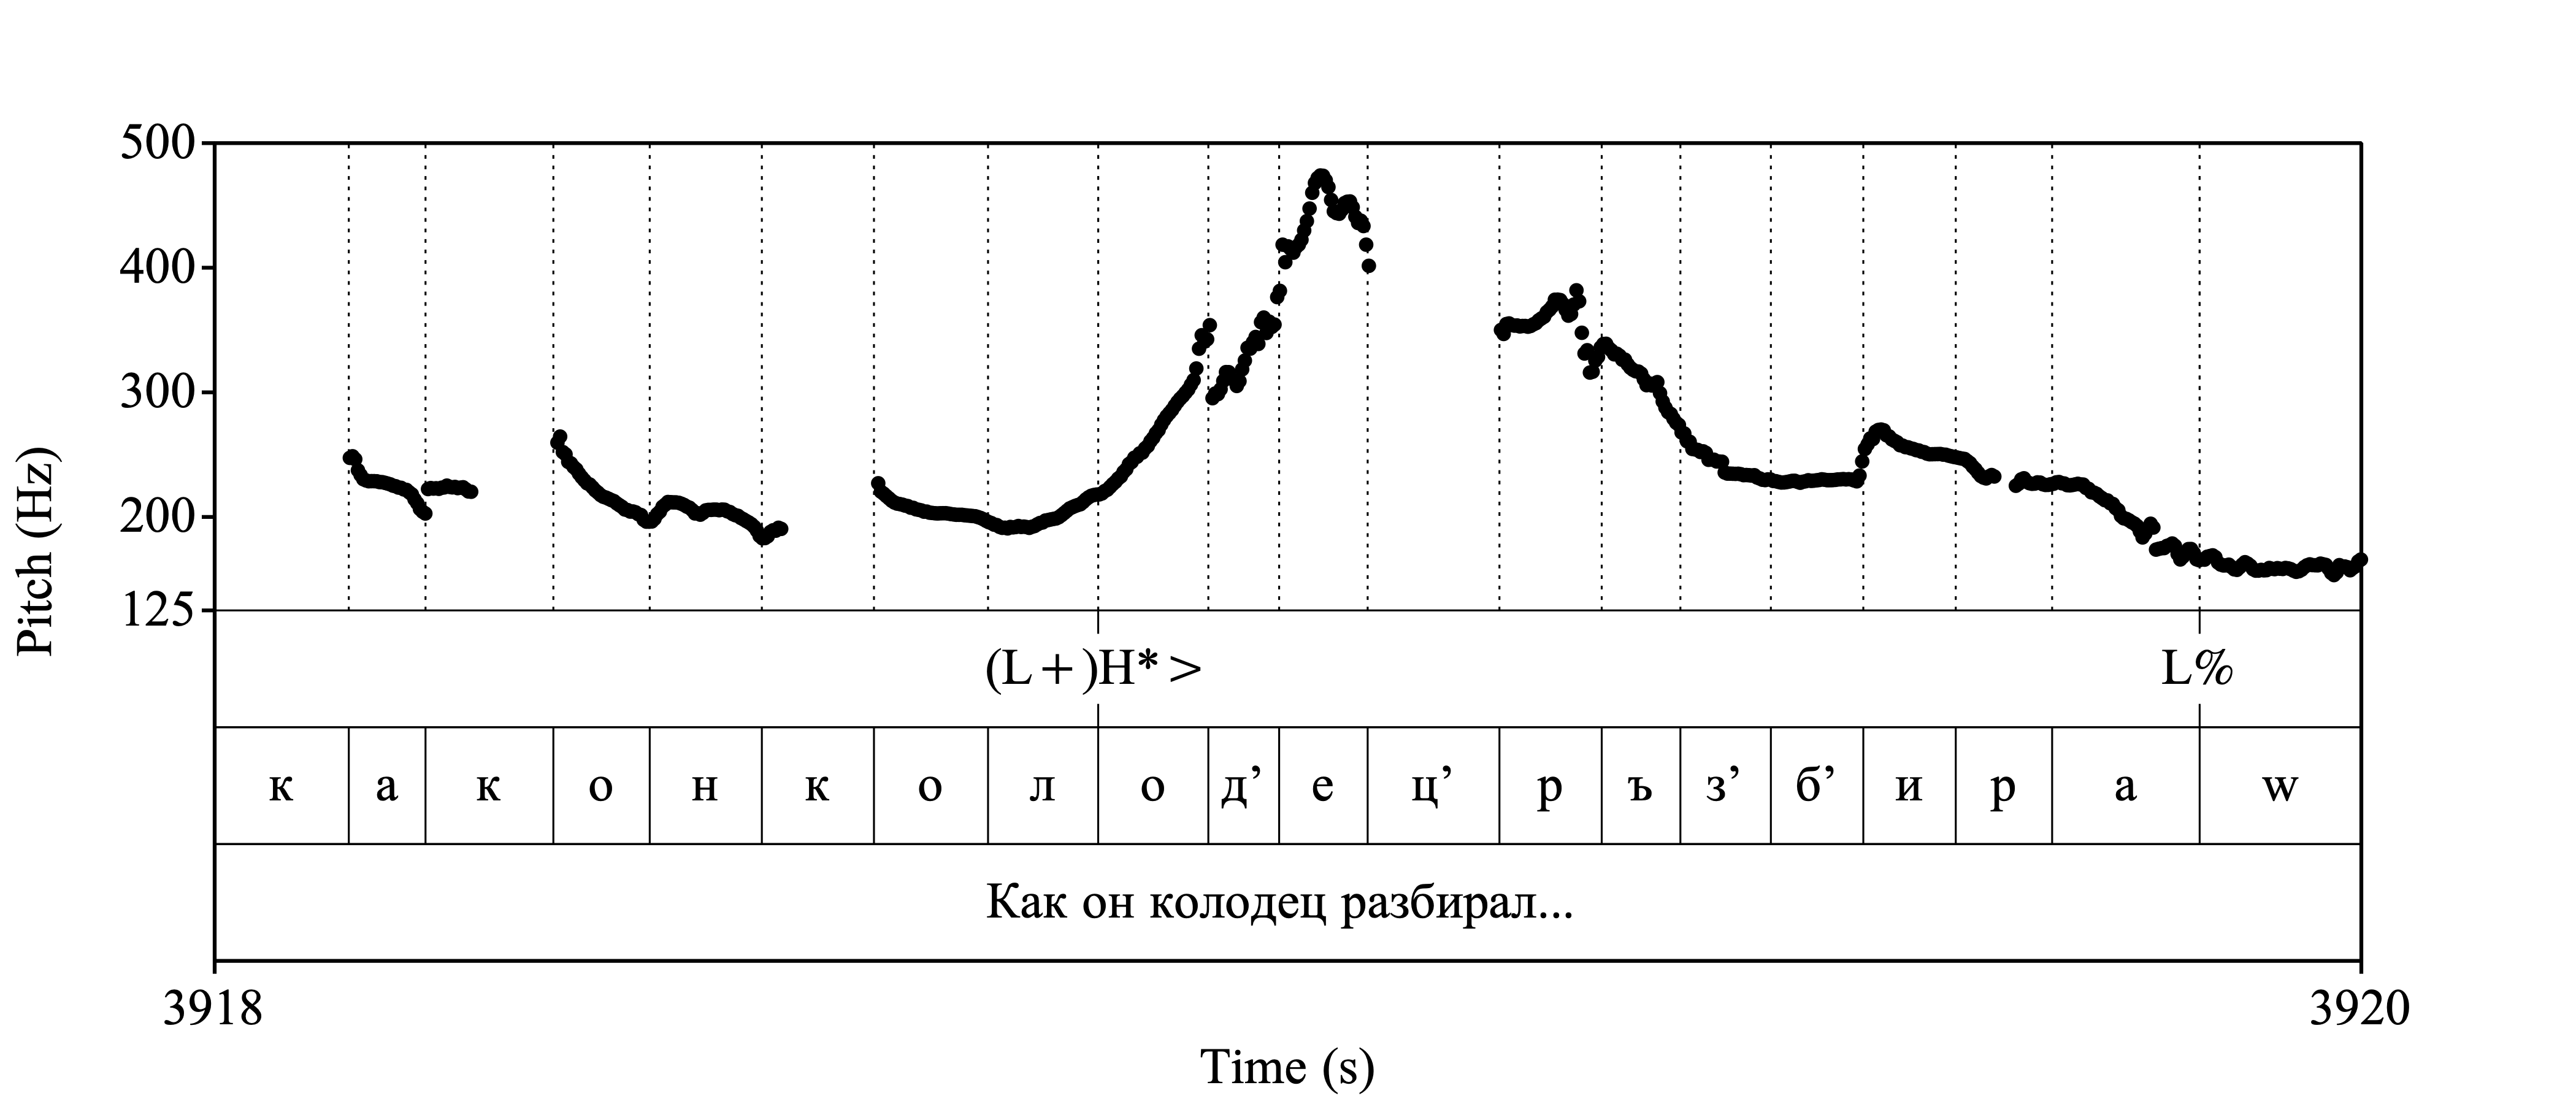 500
400
300
200
125
Pitch (Hz)
(L+)H* > L%
к а к о н к о л о д’ е ц’ р ъ з’ б’ и р а w
Как он колодец разбирал...
3918 3920
Time (s)